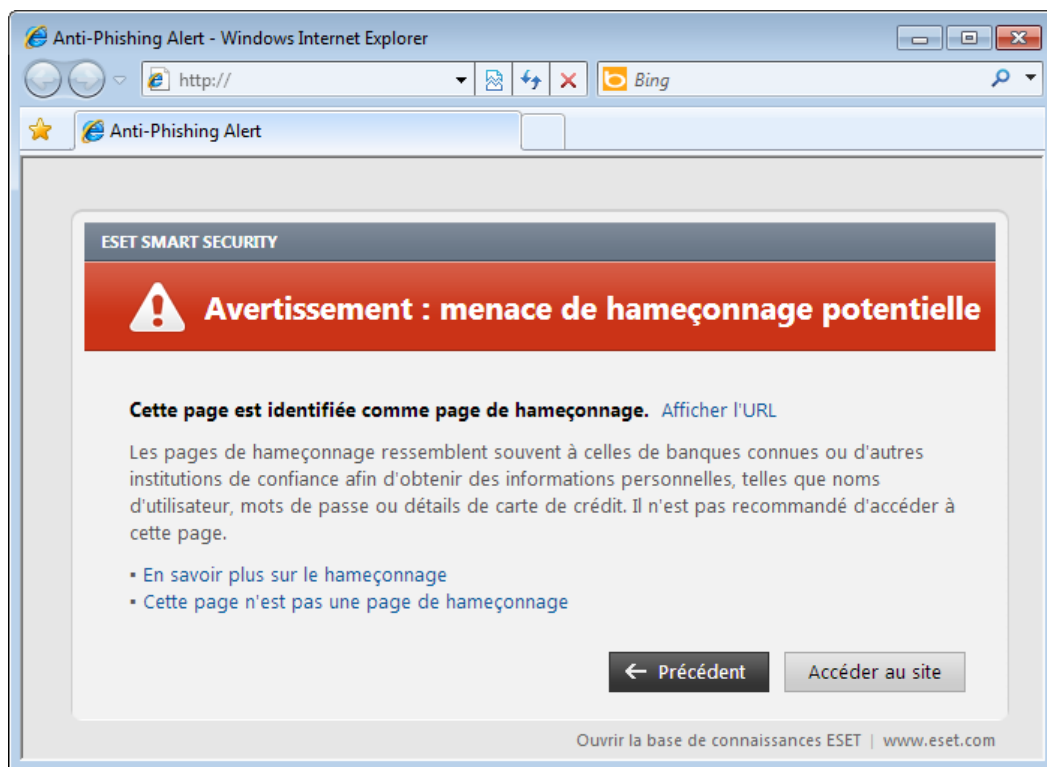 Anti-Phishing Alert - Windows Internet Explorer
http://
Bing
Anti-Phishing Alert
ESET SMART SECURITY
Avertissement : menace de hameçonnage potentielle
Cette page est identifiée comme page de hameçonnage. Afficher l'URL
Les pages de hameçonnage ressemblent souvent à celles de banques connues ou d'autres
institutions de confiance afin d'obtenir des informations personnelles, telles que noms
d'utilisateur, mots de passe ou détails de carte de crédit. Il n'est pas recommandé d'accéder à
cette page.
▪ En savoir plus sur le hameçonnage
▪ Cette page n'est pas une page de hameçonnage
← Précédent Accéder au site
Ouvrir la base de connaissances ESET | www.eset.com